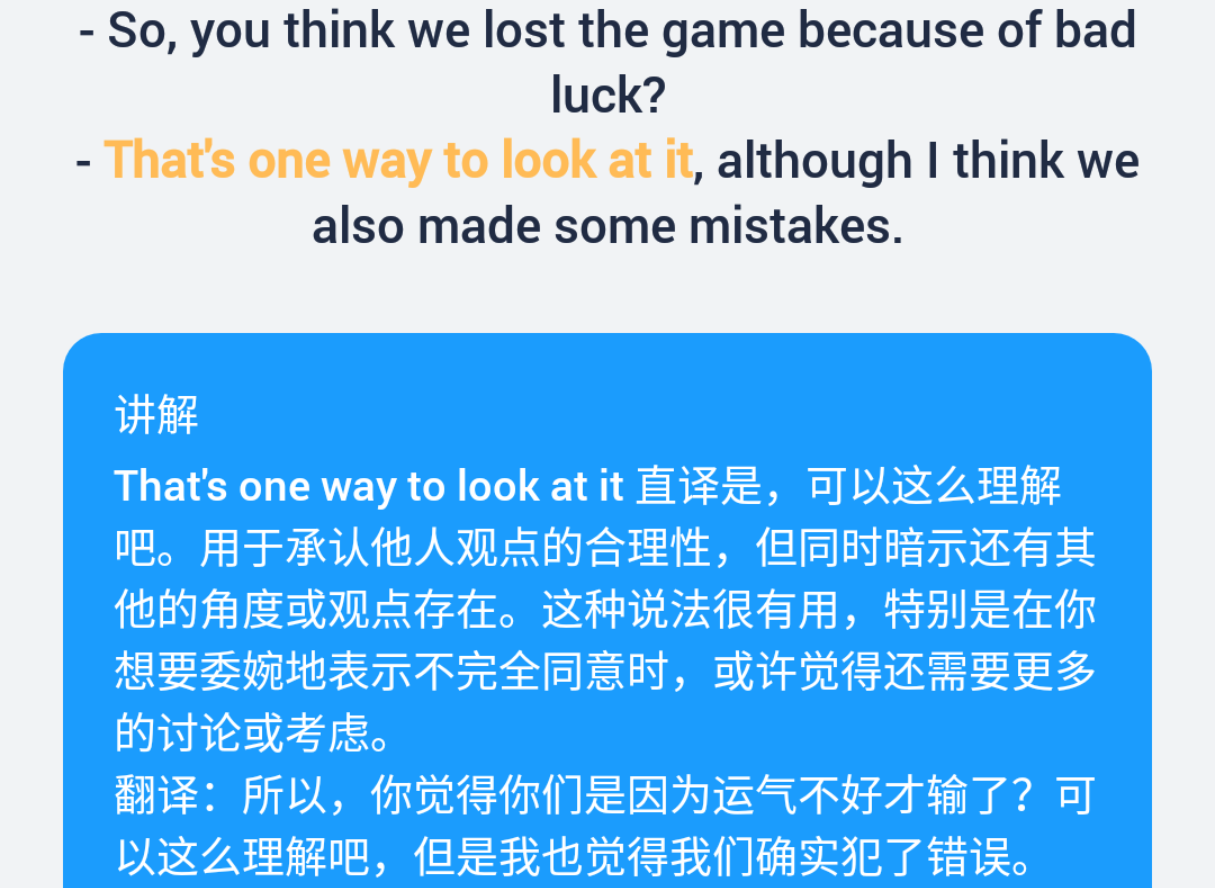 - So, you think we lost the game because of bad
luck?
- That's one way to look at it, although I think we
also made some mistakes.
讲解
That's one way to look at it 直译是，可以这么理解
吧。用于承认他人观点的合理性，但同时暗示还有其
他的角度或观点存在。这种说法很有用，特别是在你
想要委婉地表示不完全同意时，或许觉得还需要更多
的讨论或考虑。
翻译：所以，你觉得你们是因为运气不好才输了？可
以这么理解吧，但是我也觉得我们确实犯了错误。